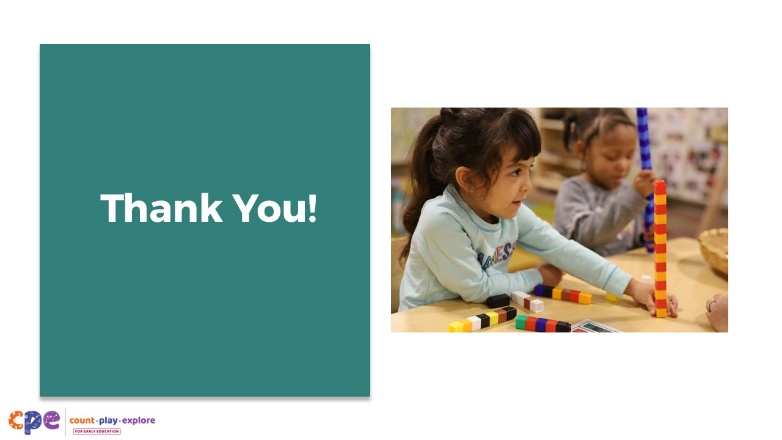 Thank You!
cpe
count·play·explore
FOR EARLY EDUCATION